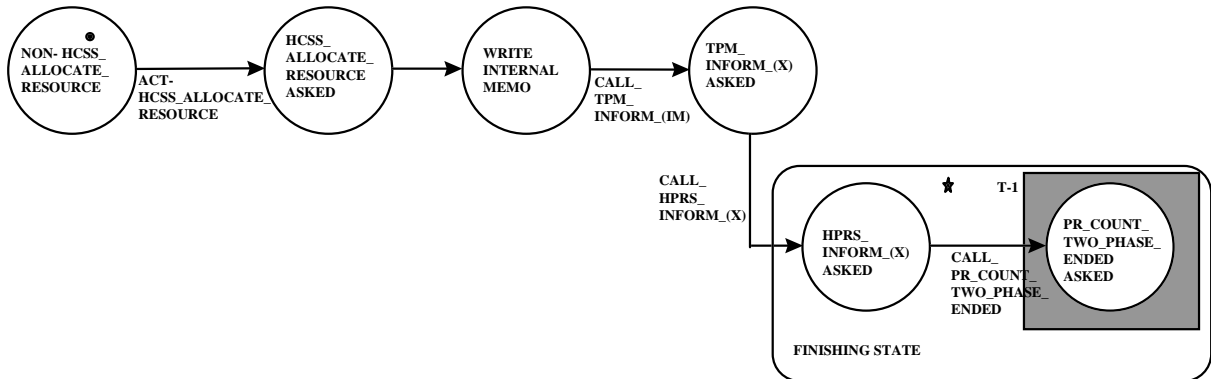 NON- HCSS_
ALLOCATE_
RESOURCE
ACT-
HCSS_ALLOCATE_
RESOURCE
HCSS_
ALLOCATE_
RESOURCE
ASKED
WRITE
INTERNAL
MEMO
CALL_
TPM_
INFORM_(IM)
TPM_
INFORM_(X)
ASKED
CALL_
HPRS_
INFORM_(X)
HPRS_
INFORM_(X)
ASKED
CALL_
PR_COUNT_
TWO_PHASE_
ENDED
T-1
PR_COUNT_
TWO_PHASE_
ENDED
ASKED
FINISHING STATE